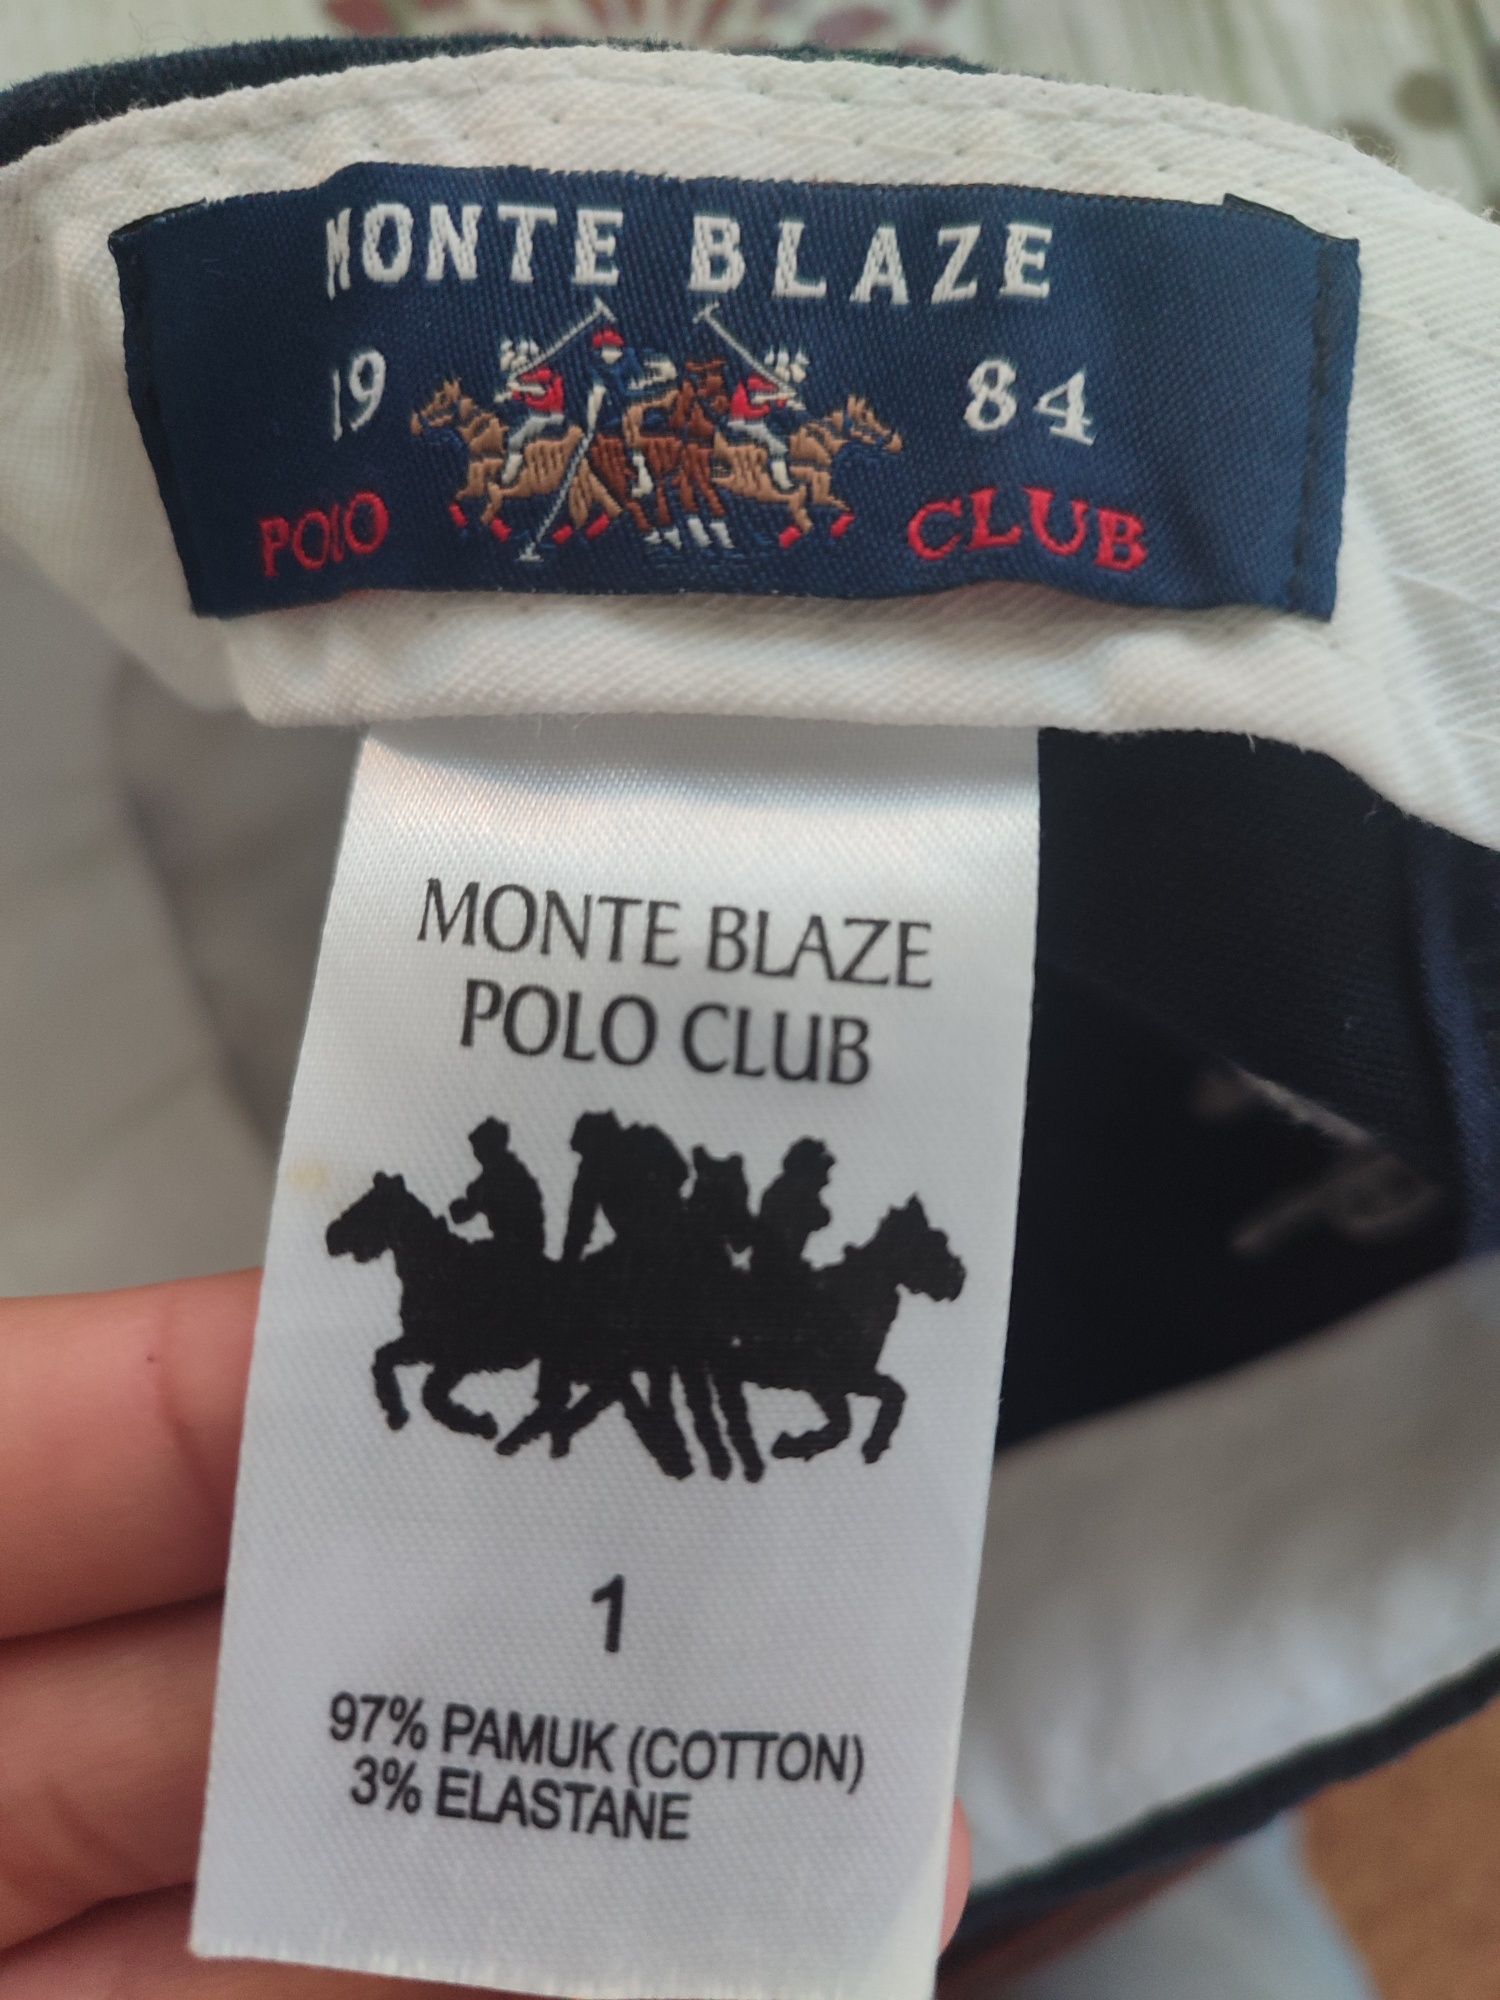 MONTE BLAZE
19 84
POLO CLUB
MONTE BLAZE
POLO CLUB
1
97% PAMUK (COTTON)
3% ELASTANE